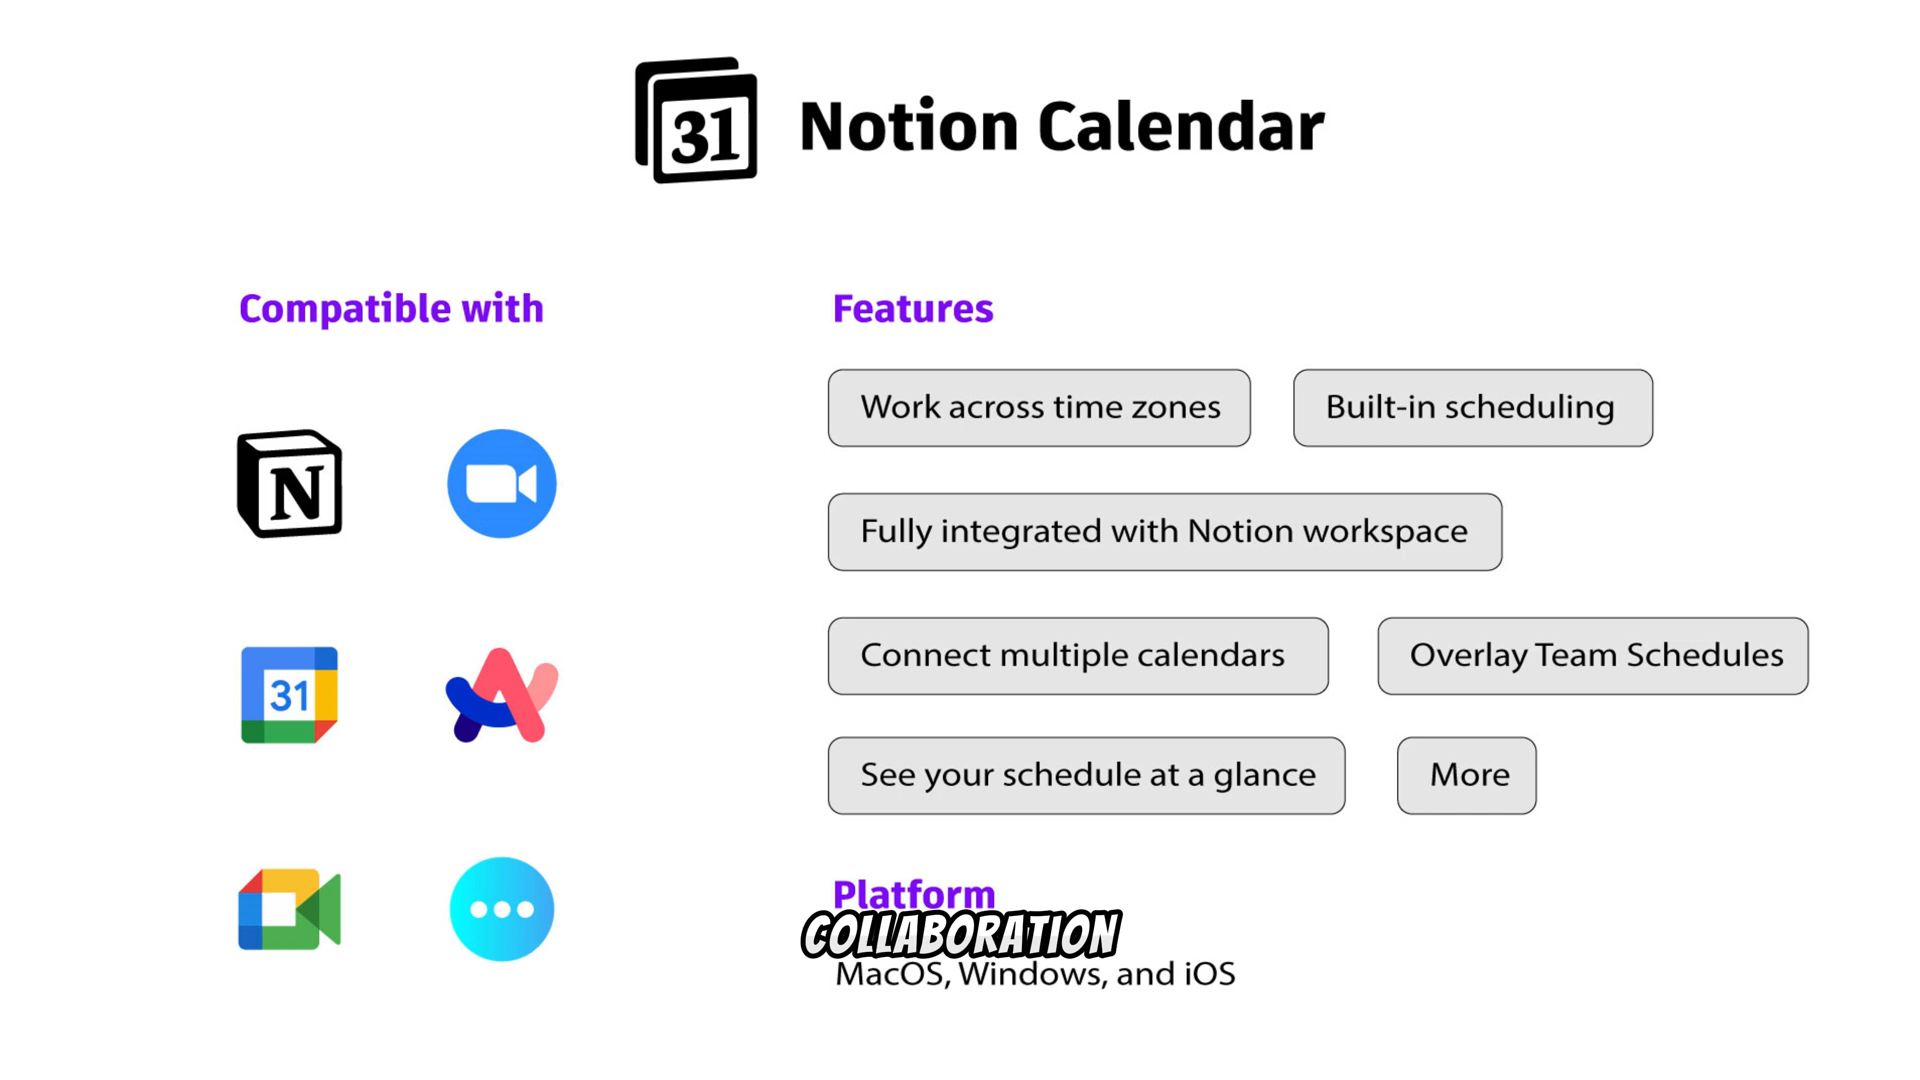 31
Notion Calendar
Compatible with
N
31
Features
Work across time zones
Built-in scheduling
Fully integrated with Notion workspace
Connect multiple calendars
Overlay Team Schedules
See your schedule at a glance
More
Platform
COLLABORATION
MacOS, Windows, and iOS